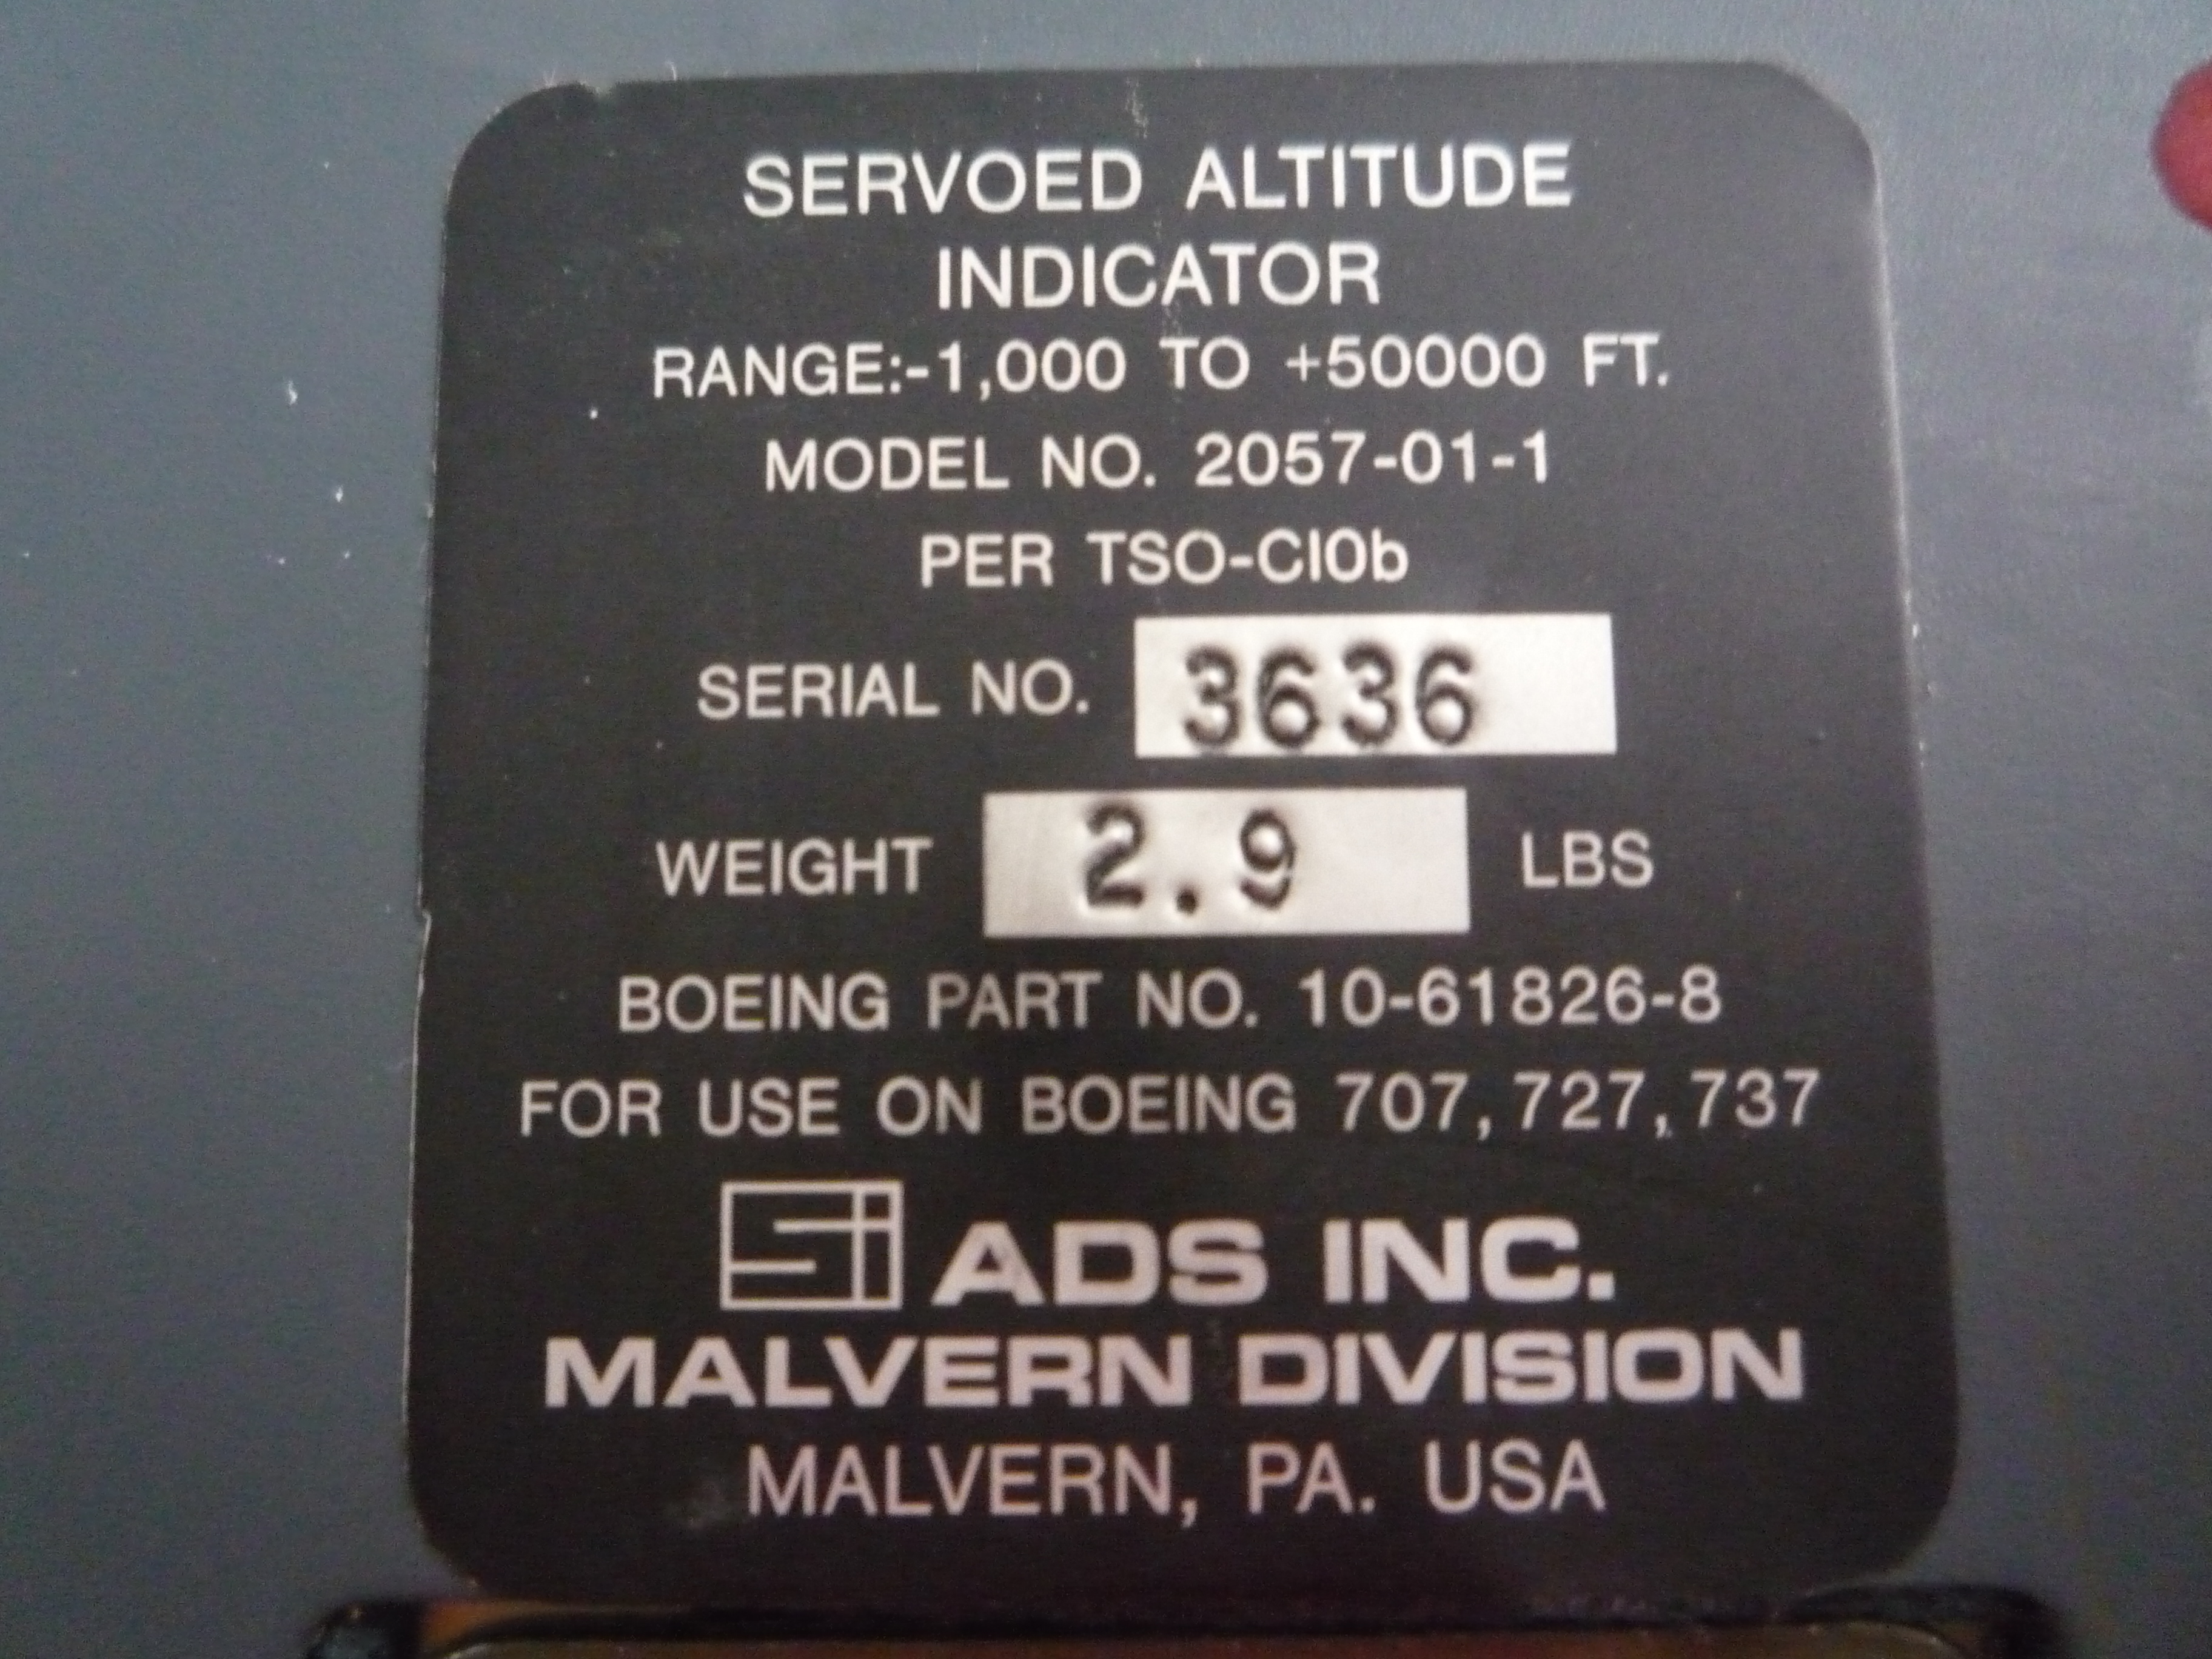 SERVOED ALTITUDE
INDICATOR
RANGE:-1,000 TO +50000 FT.
MODEL NO. 2057-01-1
PER TSO-CI0b
SERIAL NO. 3636
WEIGHT 2.9 LBS
BOEING PART NO. 10-61826-8
FOR USE ON BOEING 707,727,737
Si ADS INC.
MALVERN DIVISION
MALVERN, PA. USA